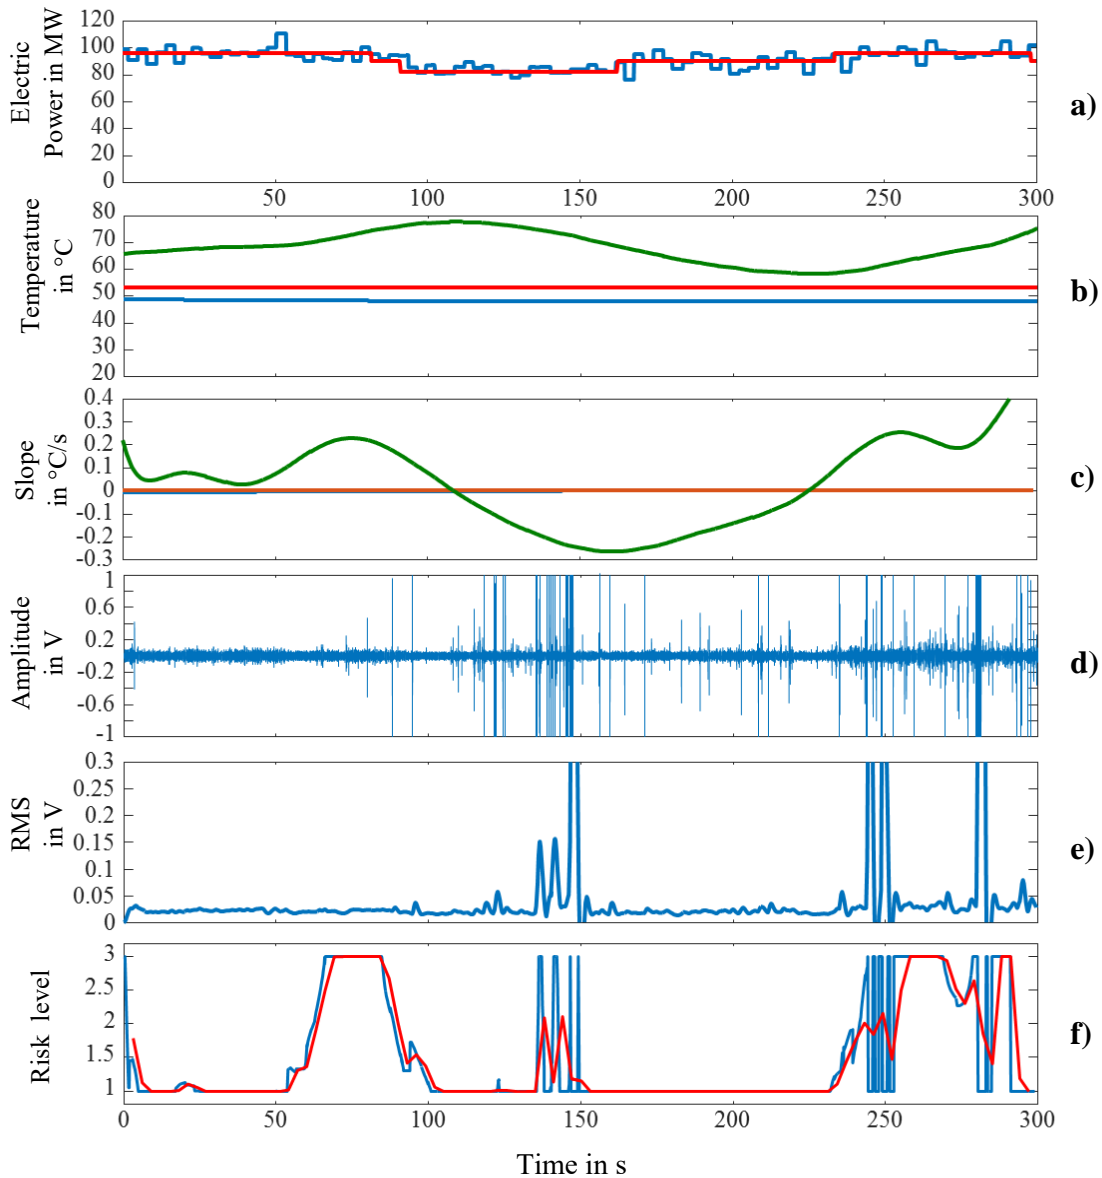 120
100
80
60
40
20
0
Electric
Power in MW
a)
50
100
150
200
250
300
80
70
60
50
40
30
20
Temperature
in °C
b)
0.4
0.3
0.2
0.1
0
-0.1
-0.2
-0.3
Slope
in °C/s
c)
1
0.6
0.2
-0.2
-0.6
-1
Amplitude
in V
d)
0.3
0.25
0.2
0.15
0.1
0.05
0
RMS
in V
e)
3
2.5
2
1.5
1
Risk level
f)
0
50
100
150
200
250
300
Time in s